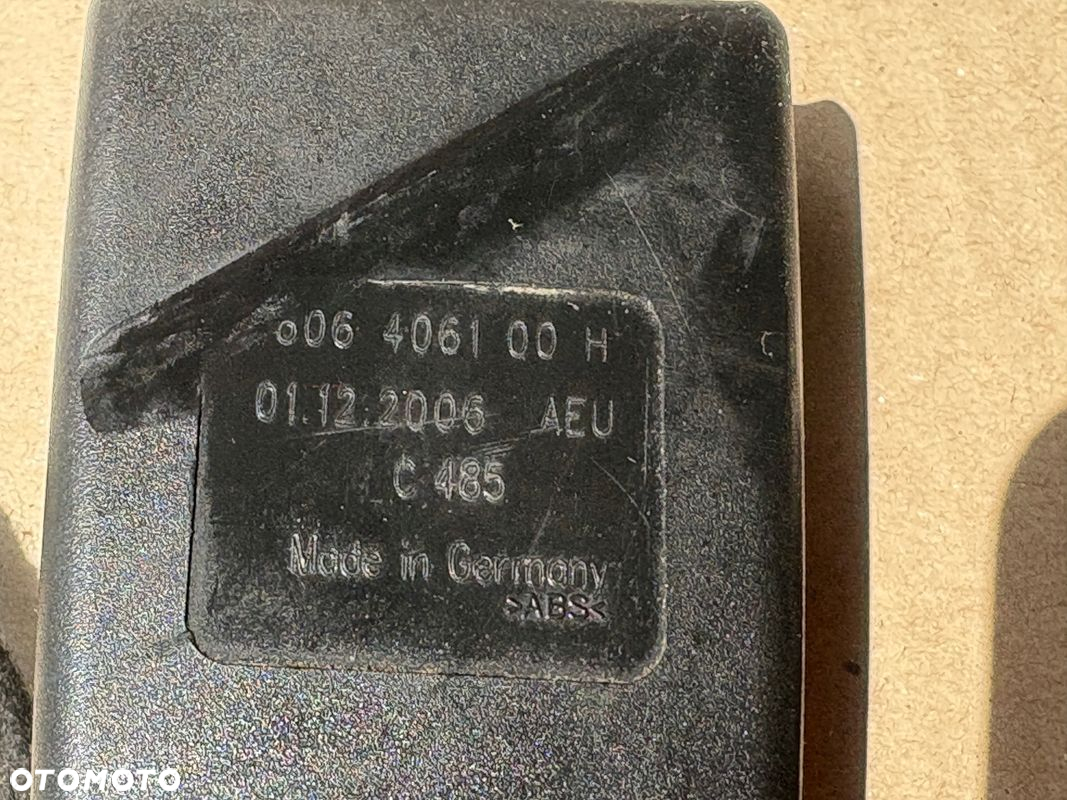 606 4061 00 H
01.12.2006 AEU
C 485
Made in Germany
>ABS<
OTOMOTO